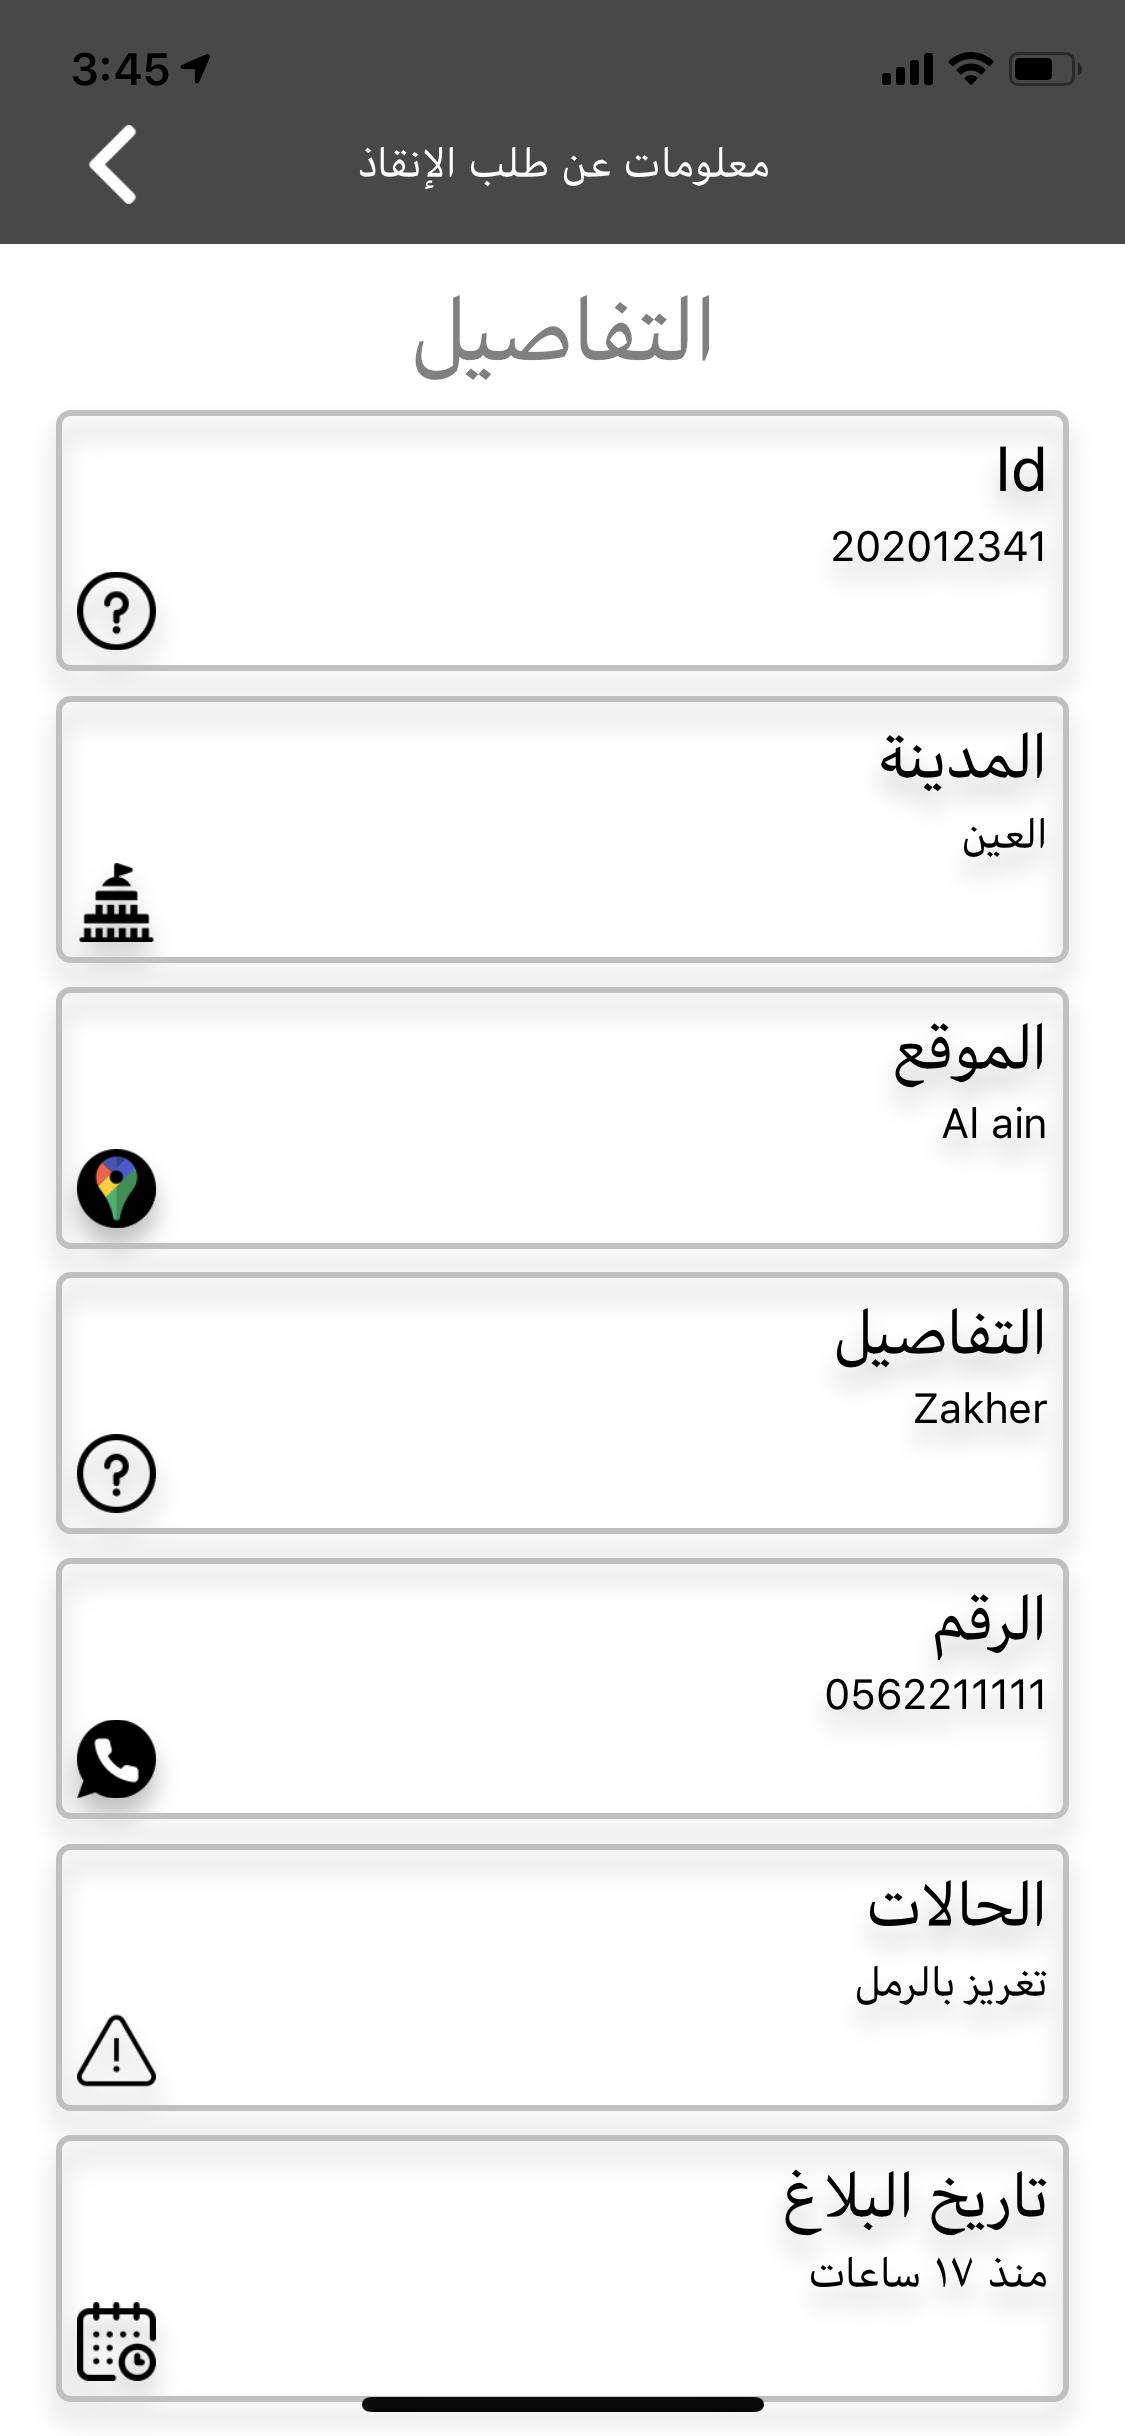 3:45
معلومات عن طلب الإنقاذ
التفاصيل
Id
202012341
المدينة
العين
الموقع
Al ain
التفاصيل
Zakher
الرقم
0562211111
الحالات
تغريز بالرمل
تاريخ البلاغ
منذ ١٧ ساعات